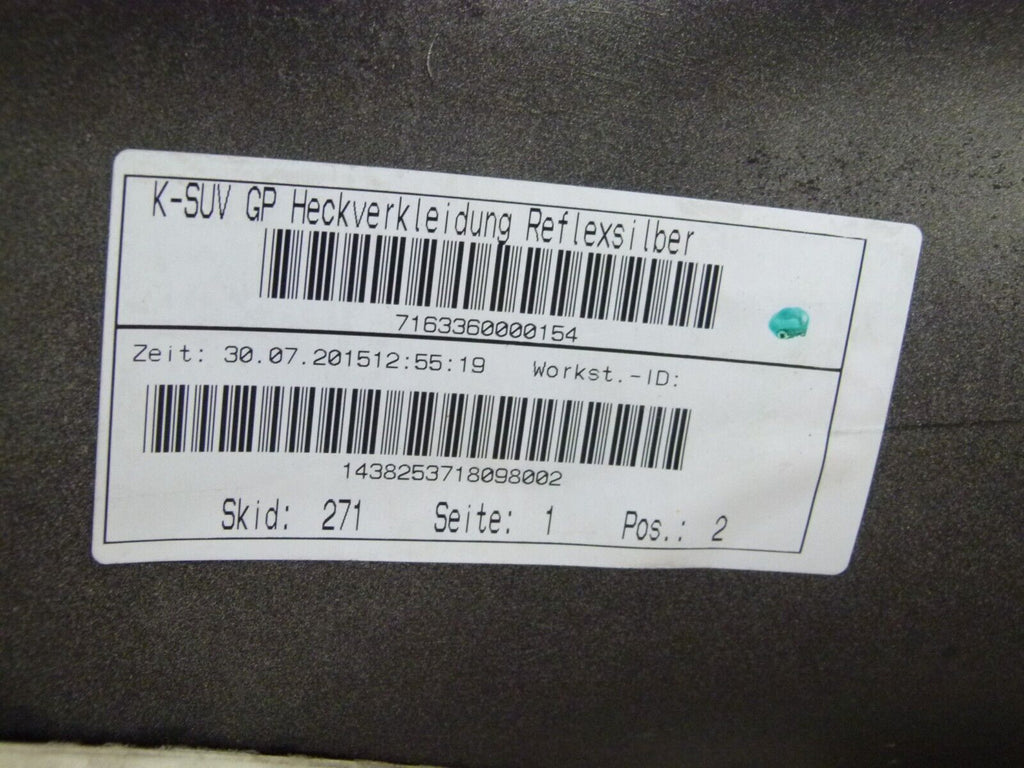 K-SUV GP Heckverkleidung Reflexsilber
7163360000154
Zeit: 30.07.201512:55:19 Workst.-ID:
1438253718098002
Skid: 271 Seite: 1 Pos.: 2